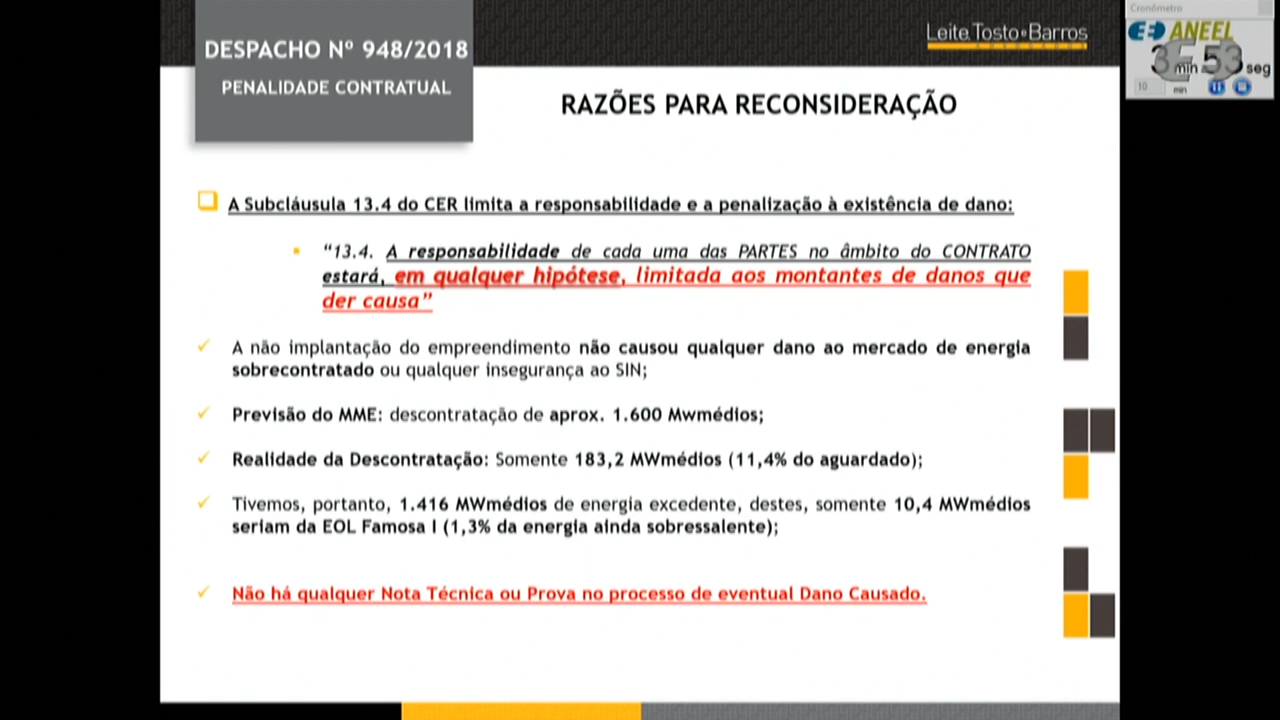 DESPACHO Nº 948/2018
PENALIDADE CONTRATUAL
Leite,Tosto•Barros
ADVOGADOS
Cronômetro
ANEEL
min 53 seg
10 min
RAZÕES PARA RECONSIDERAÇÃO
A Subcláusula 13.4 do CER limita a responsabilidade e a penalização à existência de dano:
“13.4. A responsabilidade de cada uma das PARTES no âmbito do CONTRATO
estará, em qualquer hipótese, limitada aos montantes de danos que
der causa”
A não implantação do empreendimento não causou qualquer dano ao mercado de energia
sobrecontratado ou qualquer insegurança ao SIN;
Previsão do MME: descontratação de aprox. 1.600 Mwmédios;
Realidade da Descontratação: Somente 183,2 MWmédios (11,4% do aguardado);
Tivemos, portanto, 1.416 MWmédios de energia excedente, destes, somente 10,4 MWmédios
seriam da EOL Famosa I (1,3% da energia ainda sobressalente);
Não há qualquer Nota Técnica ou Prova no processo de eventual Dano Causado.